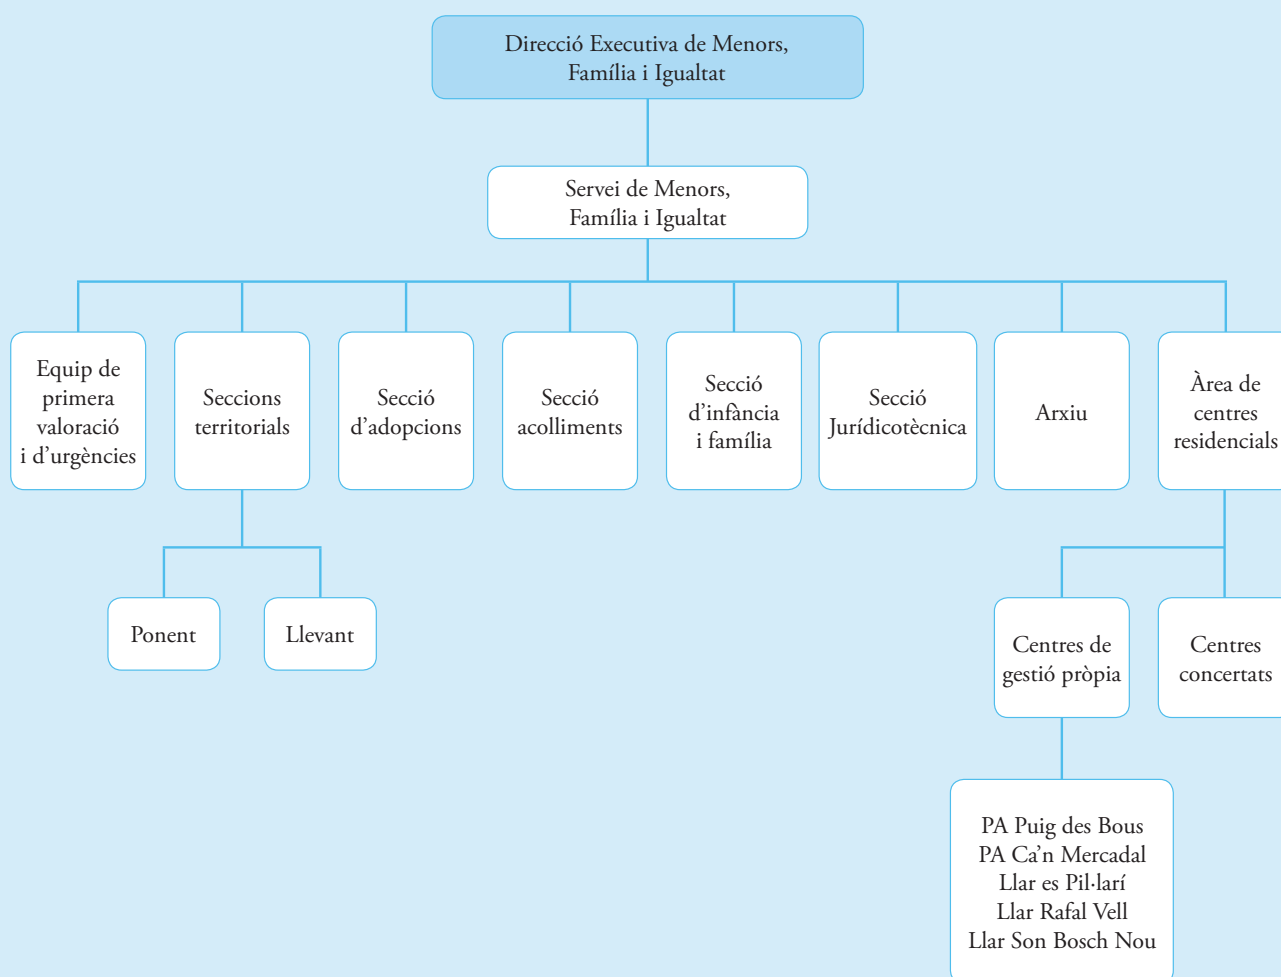 Direcció Executiva de Menors,
Família i Igualtat
Servei de Menors,
Família i Igualtat
Equip de
primera
valoració
i d’urgències
Seccions
territorials
Secció
d’adopcions
Secció
acolliments
Secció
d’infància
i família
Secció
Jurídicotècnica
Arxiu
Àrea de
centres
residencials
Ponent
Llevant
Centres de
gestió pròpia
Centres
concertats
PA Puig des Bous
PA Ca’n Mercadal
Llar es Pil·larí
Llar Rafal Vell
Llar Son Bosch Nou